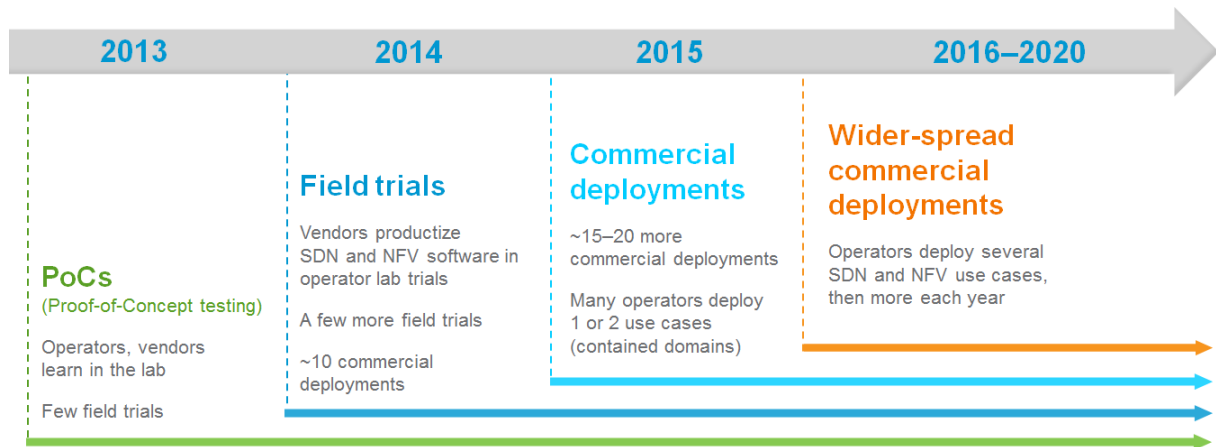 2013
2014
2015
2016–2020
PoCs
(Proof-of-Concept testing)
Operators, vendors
learn in the lab
Few field trials
Field trials
Vendors productize
SDN and NFV software in
operator lab trials
A few more field trials
~10 commercial
deployments
Commercial
deployments
~15–20 more
commercial deployments
Many operators deploy
1 or 2 use cases
(contained domains)
Wider-spread
commercial
deployments
Operators deploy several
SDN and NFV use cases,
then more each year